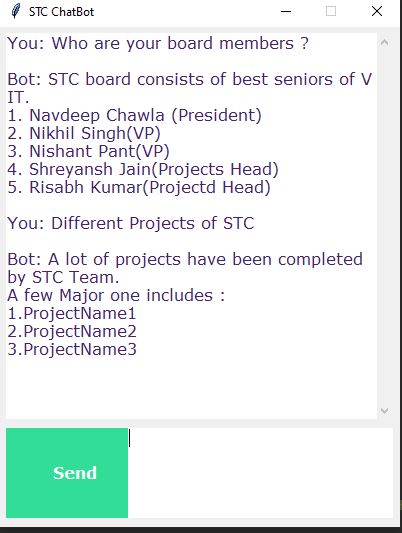 STC ChatBot
You: Who are your board members ?
Bot: STC board consists of best seniors of V
IT.
1. Navdeep Chawla (President)
2. Nikhil Singh(VP)
3. Nishant Pant(VP)
4. Shreyansh Jain(Projects Head)
5. Risabh Kumar(Projectd Head)
You: Different Projects of STC
Bot: A lot of projects have been completed
by STC Team.
A few Major one includes :
1.ProjectName1
2.ProjectName2
3.ProjectName3
Send